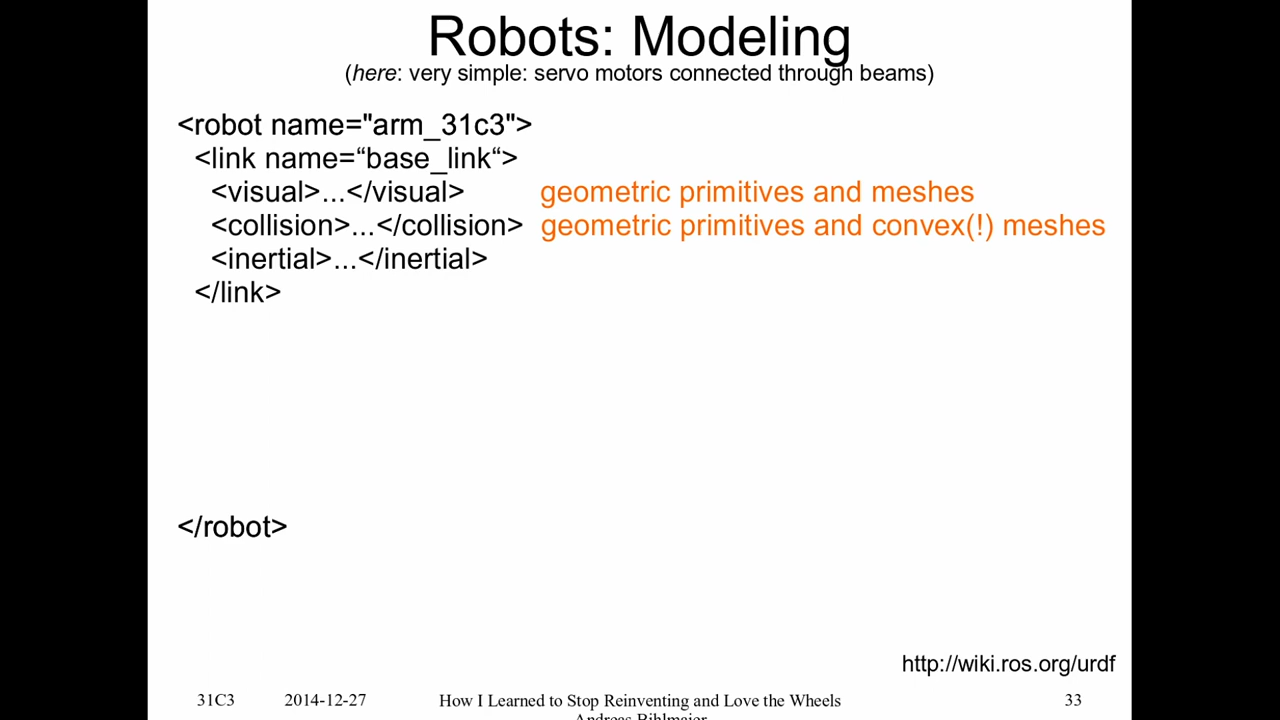 Robots: Modeling
(here: very simple: servo motors connected through beams)
<robot name="arm_31c3">
<link name=“base_link“>
<visual>...</visual> geometric primitives and meshes
<collision>...</collision> geometric primitives and convex(!) meshes
<inertial>...</inertial>
</link>
</robot>
http://wiki.ros.org/urdf
31C3 2014-12-27 How I Learned to Stop Reinventing and Love the Wheels 33
Andreas Bihlmaier